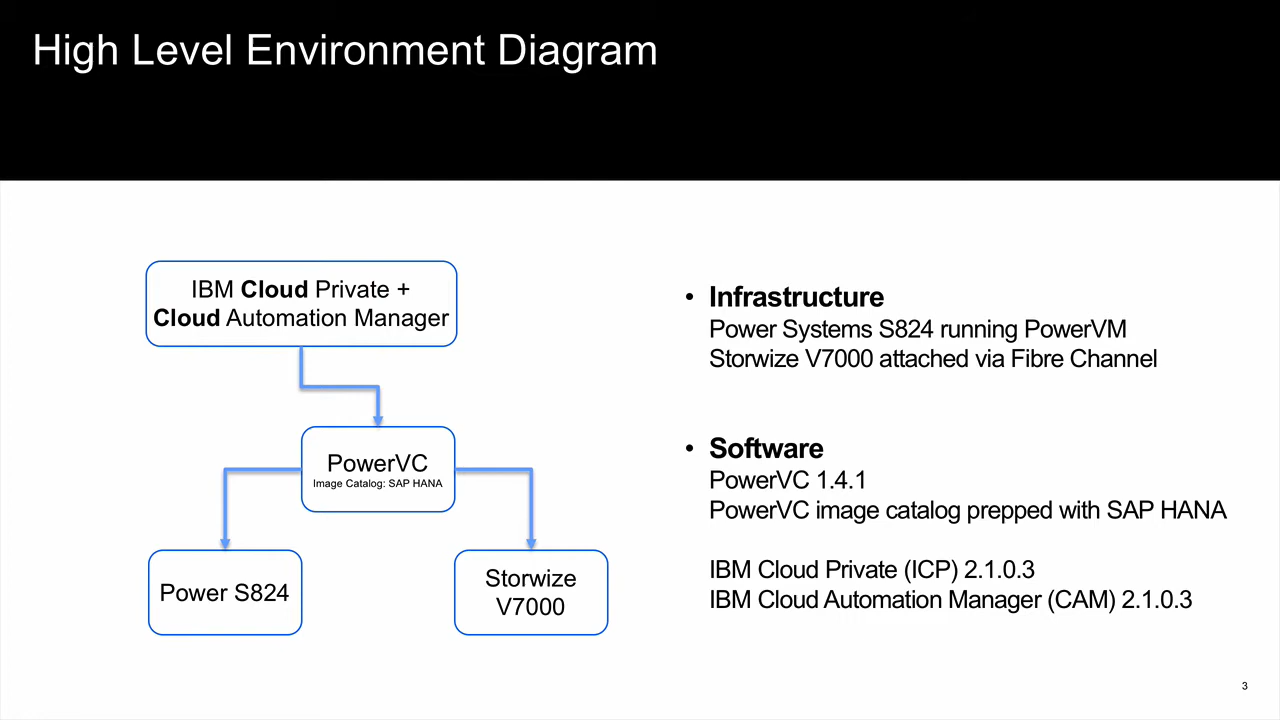 High Level Environment Diagram
IBM Cloud Private +
Cloud Automation Manager
PowerVC
Image Catalog: SAP HANA
Power S824
Storwize
V7000
• Infrastructure
Power Systems S824 running PowerVM
Storwize V7000 attached via Fibre Channel
• Software
PowerVC 1.4.1
PowerVC image catalog prepped with SAP HANA
IBM Cloud Private (ICP) 2.1.0.3
IBM Cloud Automation Manager (CAM) 2.1.0.3
3